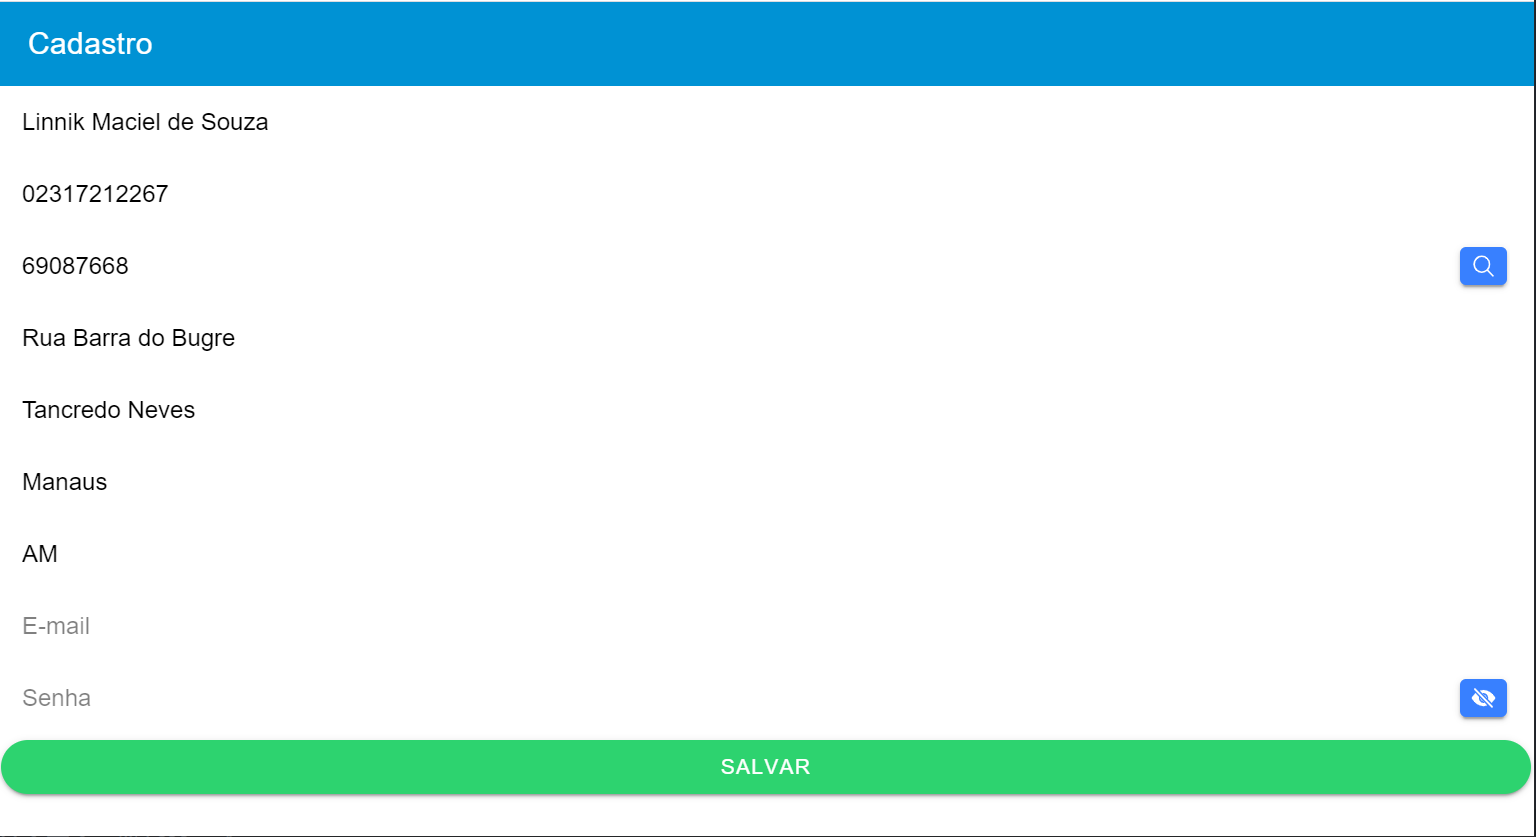 Cadastro
Linnik Maciel de Souza
02317212267
69087668
Rua Barra do Bugre
Tancredo Neves
Manaus
AM
E-mail
Senha
SALVAR